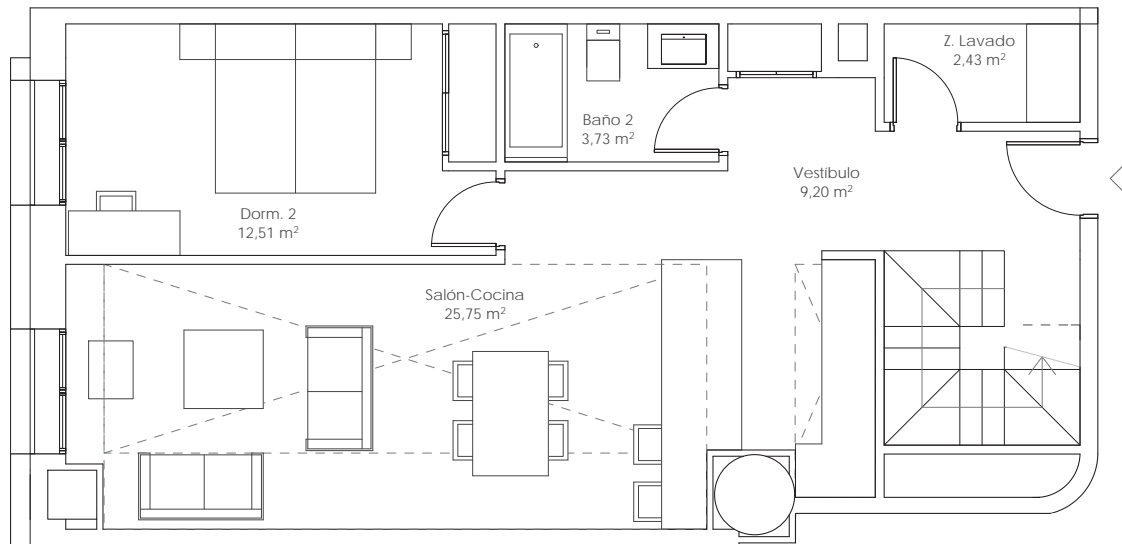 Z. Lavado
2,43 m²
Baño 2
3,73 m²
Vestíbulo
9,20 m²
Dorm. 2
12,51 m²
Salón-Cocina
25,75 m²